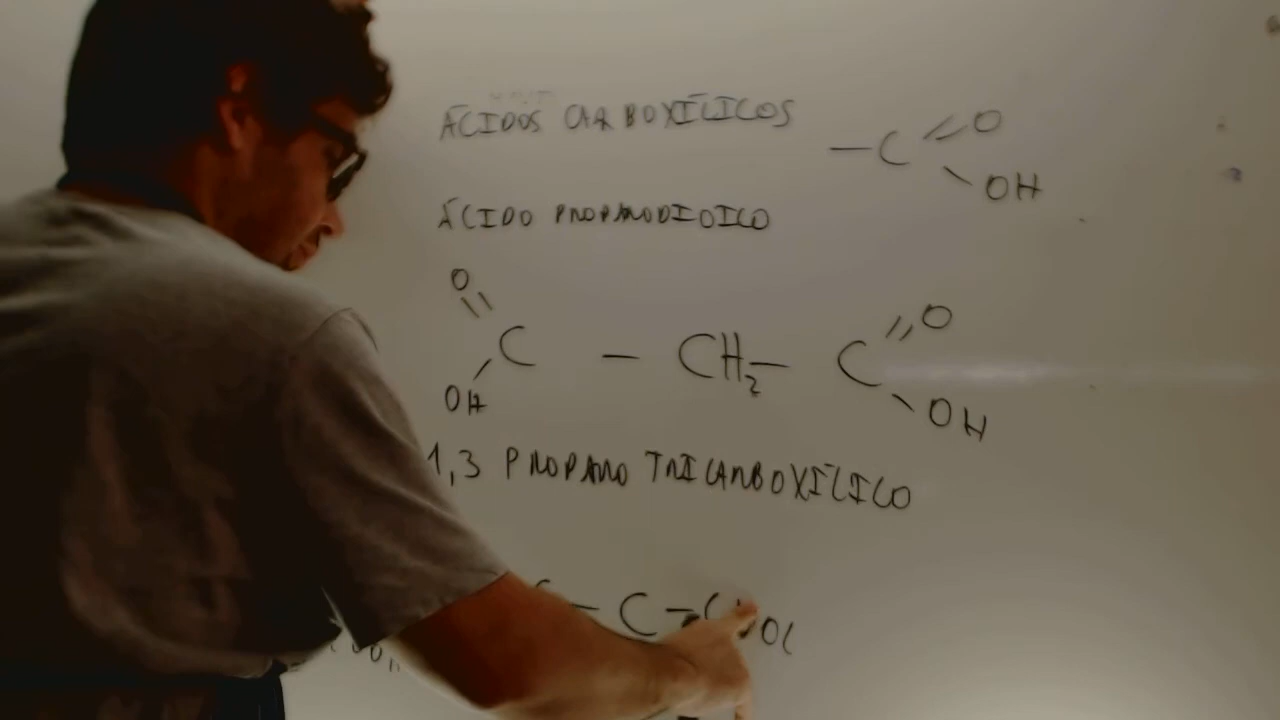 ÁCIDOS CARBOXÍLICOS
—C
O
OH
ÁCIDO PROPANODIOICO
O
C — CH2— C
O
OH
OH
1,3 PROPANO TRICARBOXÍLICO
— C —